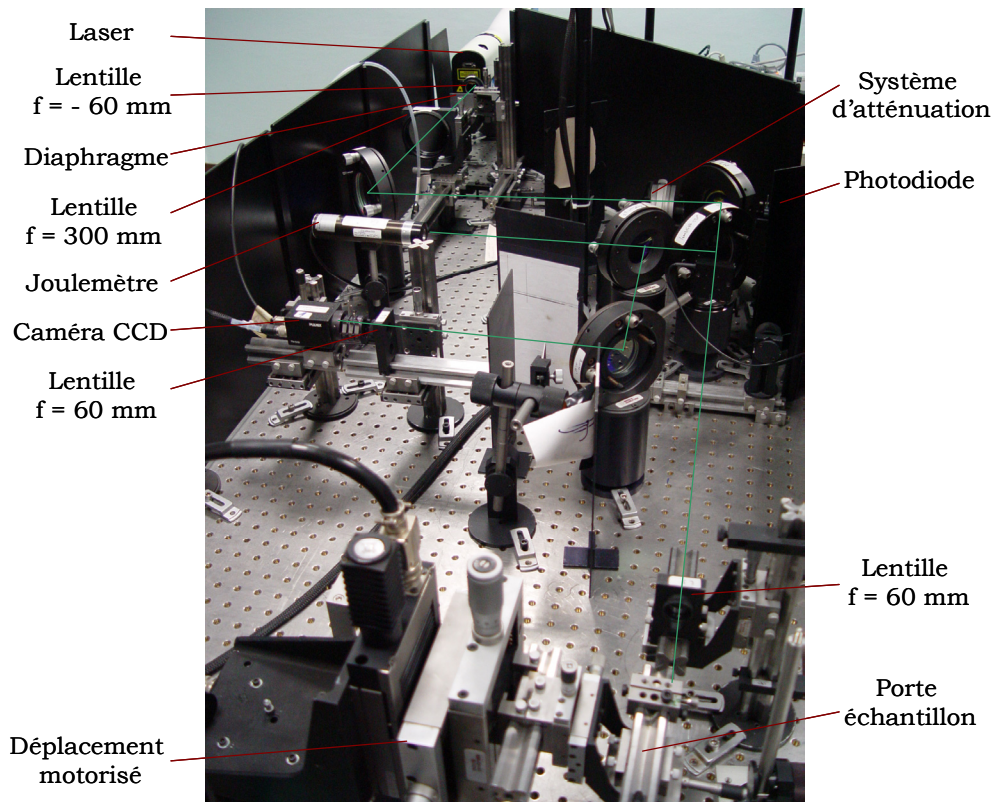 Laser
Lentille
f = - 60 mm
Diaphragme
Lentille
f = 300 mm
Joulemètre
Caméra CCD
Lentille
f = 60 mm
Déplacement
motorisé
Système
d'atténuation
Photodiode
Lentille
f = 60 mm
Porte
échantillon